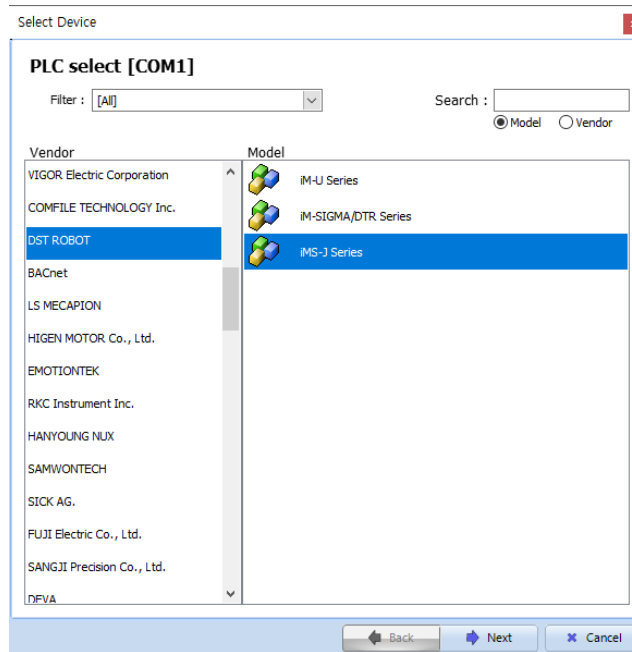 Select Device
PLC select [COM1]
Filter : [All]
Search :
Model Vendor
Vendor
VIGOR Electric Corporation
COMFILE TECHNOLOGY Inc.
DST ROBOT
BACnet
LS MECAPION
HIGEN MOTOR Co., Ltd.
EMOTIONTEK
RKC Instrument Inc.
HANYOUNG NUX
SAMWONTECH
SICK AG.
FUJI Electric Co., Ltd.
SANGJI Precision Co., Ltd.
DEVA
Model
iM-U Series
iM-SIGMA/DTR Series
iMS-J Series
Back Next Cancel